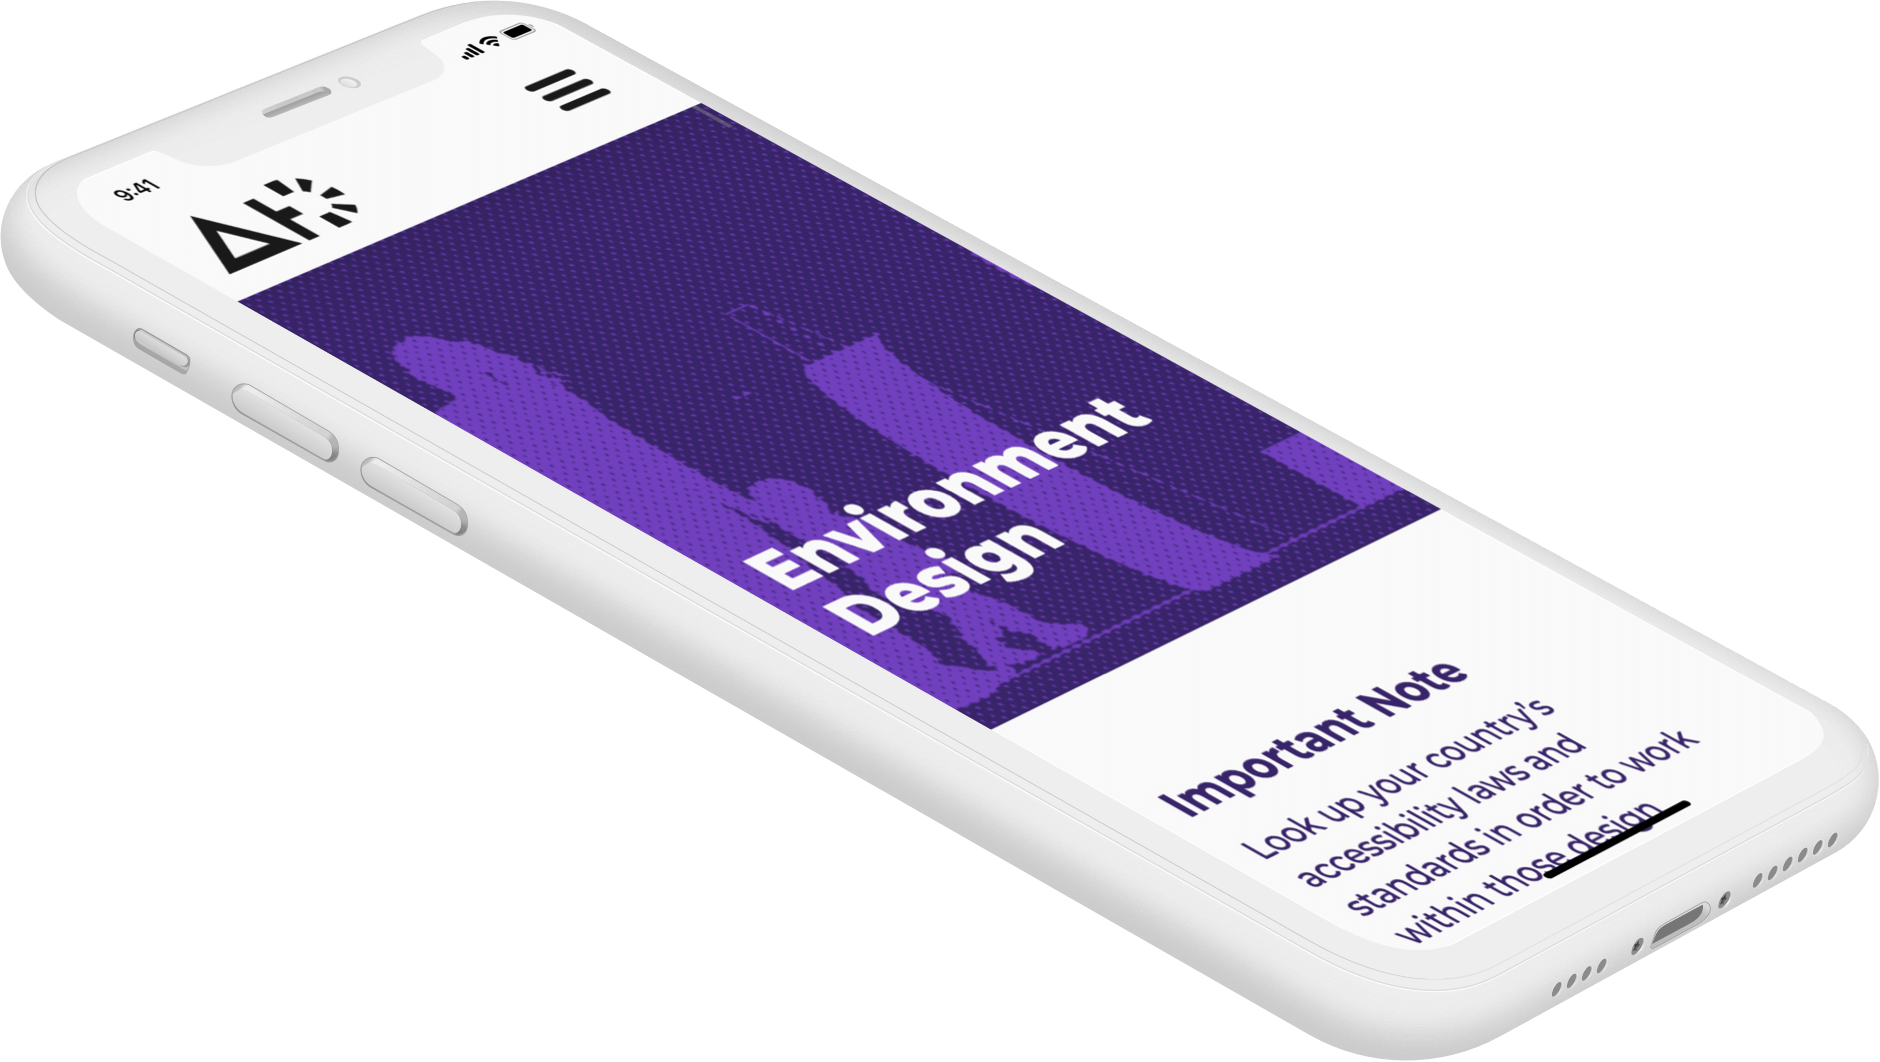 9:41
Environment
Design
Important Note
Look up your country's
accessibility laws and
standards in order to work
within those design